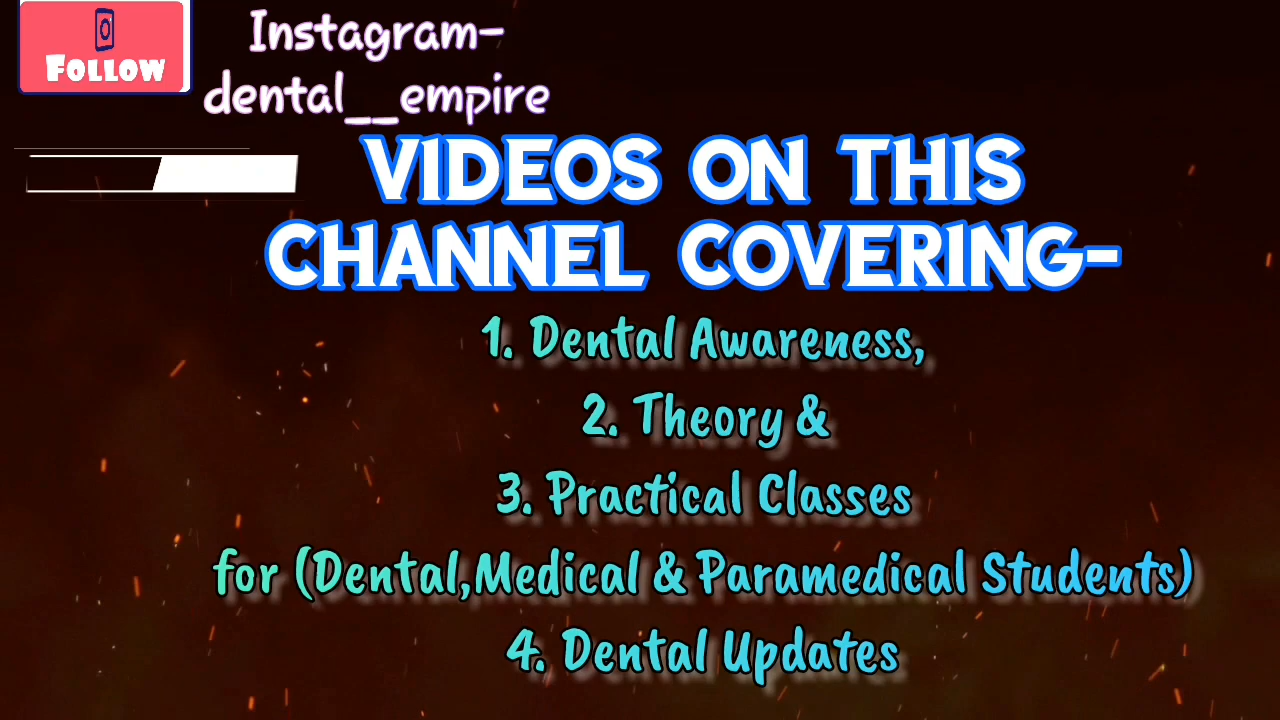 Follow
Instagram-
dental__empire
VIDEOS ON THIS
CHANNEL COVERING-
1. Dental Awareness,
2. Theory &
3. Practical Classes
for (Dental,Medical & Paramedical Students)
4. Dental Updates